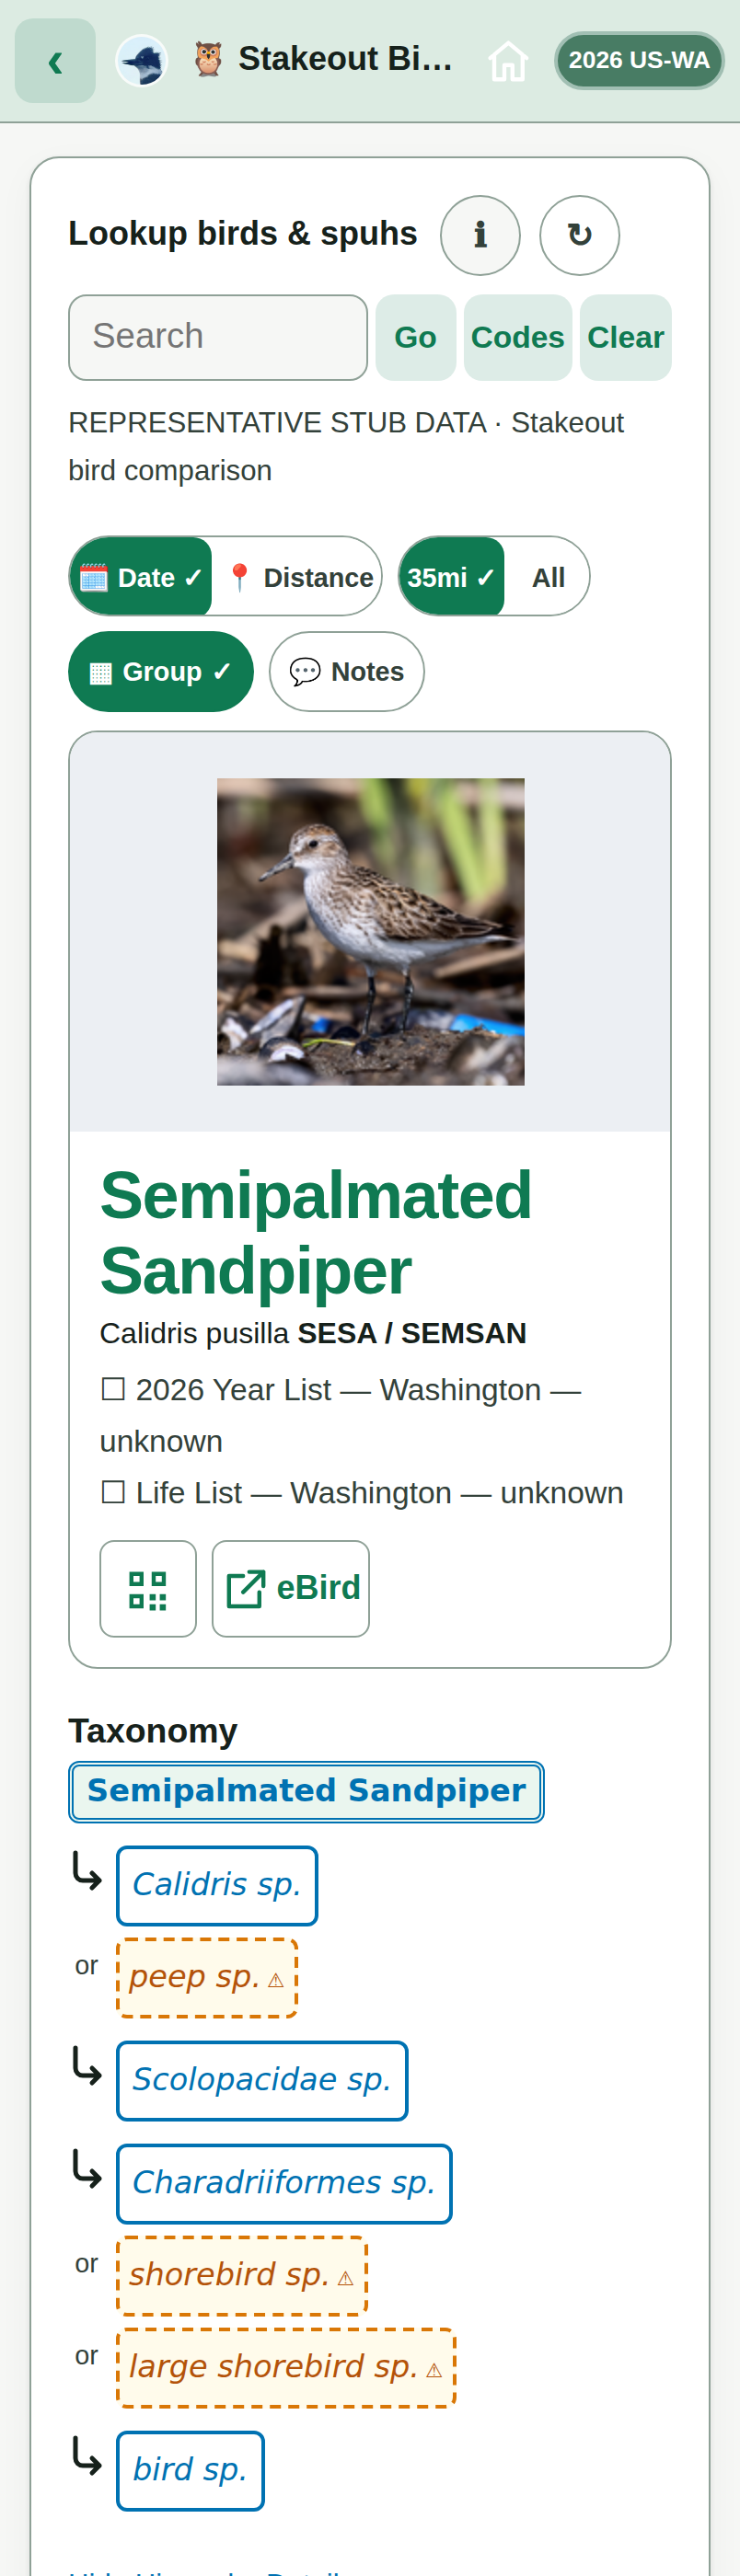 ‹ 🦉 Stakeout Bi… 2026 US-WA
Lookup birds & spuhs ℹ ↻
Search Go Codes Clear
REPRESENTATIVE STUB DATA · Stakeout
bird comparison
🗓️ Date ✓ 📍 Distance 35mi ✓ All
▦ Group ✓ 💬 Notes
Semipalmated
Sandpiper
Calidris pusilla SESA / SEMSAN
☐ 2026 Year List — Washington —
unknown
☐ Life List — Washington — unknown
eBird
Taxonomy
Semipalmated Sandpiper
Calidris sp.
or peep sp. ⚠
Scolopacidae sp.
Charadriiformes sp.
or shorebird sp. ⚠
or large shorebird sp. ⚠
bird sp.